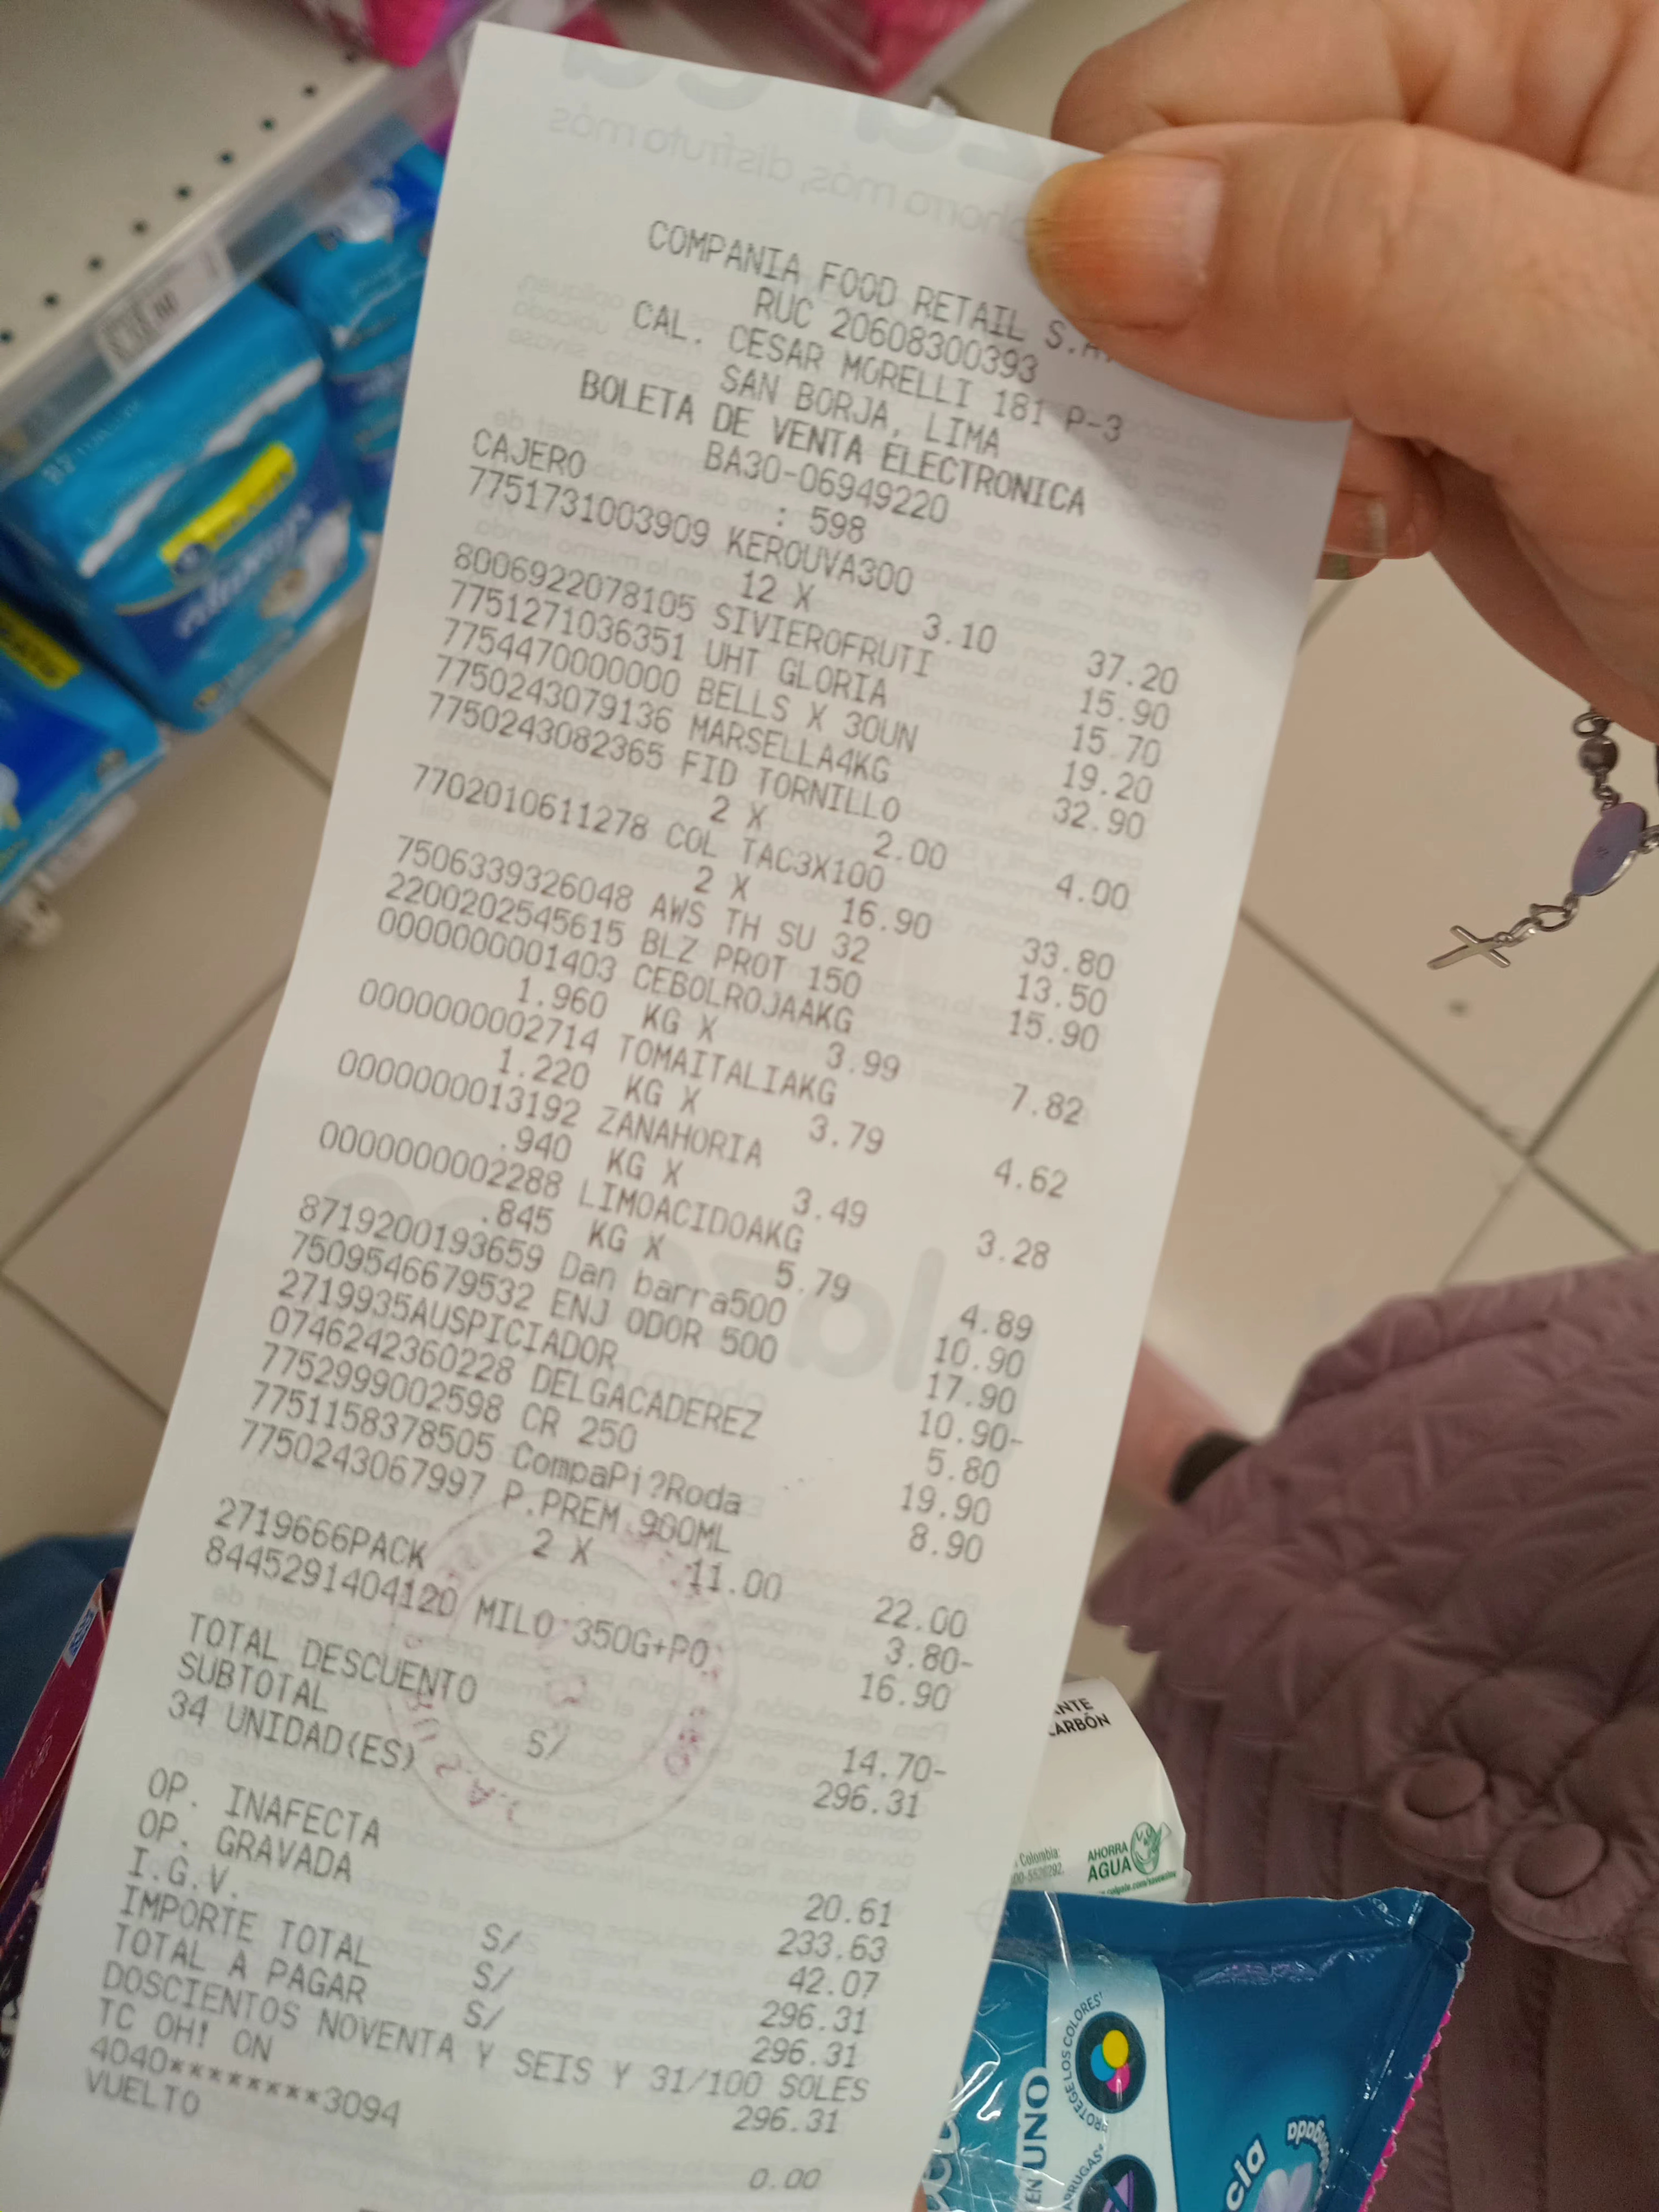 COMPANIA FOOD RETAIL S.A.
RUC 20608300393
CAL. CESAR MORELLI 181 P-3
SAN BORJA, LIMA
BOLETA DE VENTA ELECTRONICA
BA30-06949220
CAJERO : 598
7751731003909 KEROUVA300
12 X 3.10 37.20
8006922078105 SIVIEROFRUTI 15.90
7751271036351 UHT GLORIA 15.70
7754470000000 BELLS X 30UN 19.20
7750243079136 MARSELLA4KG 32.90
7750243082365 FID TORNILLO
2 X 2.00 4.00
7702010611278 COL TAC3X100
2 X 16.90 33.80
7506339326048 AWS TH SU 32 13.50
2200202545615 BLZ PROT 150 15.90
0000000001403 CEBOLROJAAKG
1.960 KG X 3.99 7.82
0000000002714 TOMAITALIAKG
1.220 KG X 3.79 4.62
0000000013192 ZANAHORIA
.940 KG X 3.49 3.28
0000000002288 LIMOACIDOAKG
.845 KG X 5.79 4.89
8719200193659 Dan barra500 10.90
7509546679532 ENJ ODOR 500 17.90
2719935AUSPICIADOR 10.90-
0746242360228 DELGACADEREZ 5.80
7752999002598 CR 250 19.90
7751158378505 CompaPi?Roda 8.90
7750243067997 P.PREM 900ML
2 X 11.00 22.00
2719666PACK 3.80-
8445291404120 MILO 350G+PO 16.90
TOTAL DESCUENTO 14.70-
SUBTOTAL S/ 296.31
34 UNIDAD(ES)
OP. INAFECTA 20.61
OP. GRAVADA S/ 233.63
I.G.V. S/ 42.07
IMPORTE TOTAL S/ 296.31
TOTAL A PAGAR 296.31
DOSCIENTOS NOVENTA Y SEIS Y 31/100 SOLES
TC OH! ON 296.31
4040********3094
VUELTO 0.00
always
AHORRA
AGUA
EN UNO
PROTEGE LOS COLORES